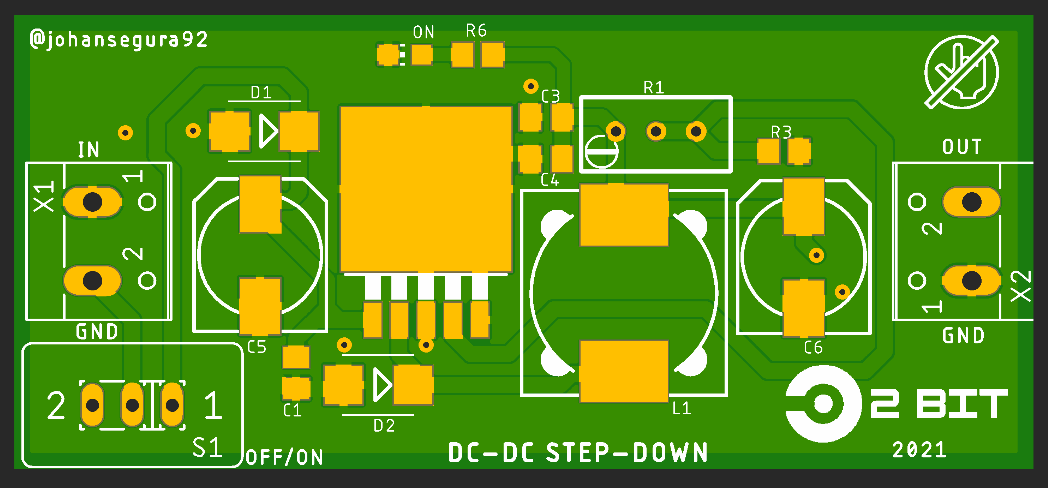 @johansegura92
ON
R6
D1
C3
R1
R3
C4
IN
OUT
X1
1
2
2
1
X2
GND
GND
C5
C6
C1
D2
L1
2
1
S1
OFF/ON
DC-DC STEP-DOWN
2 BIT
2021